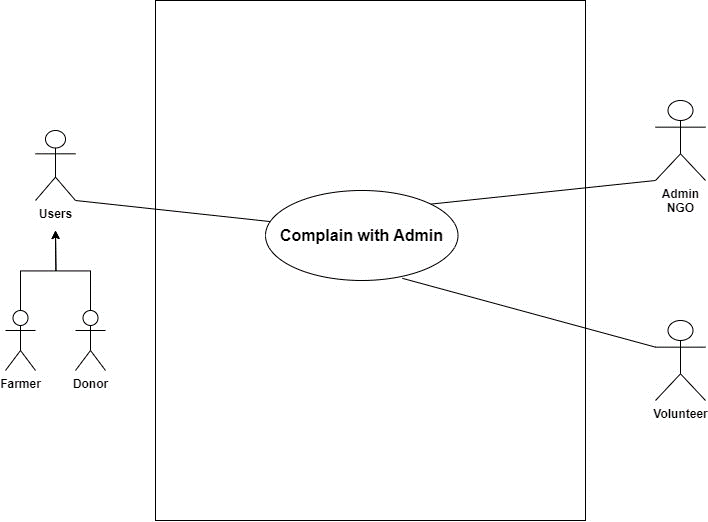 Users
Farmer
Donor
Complain with Admin
Admin
NGO
Volunteer